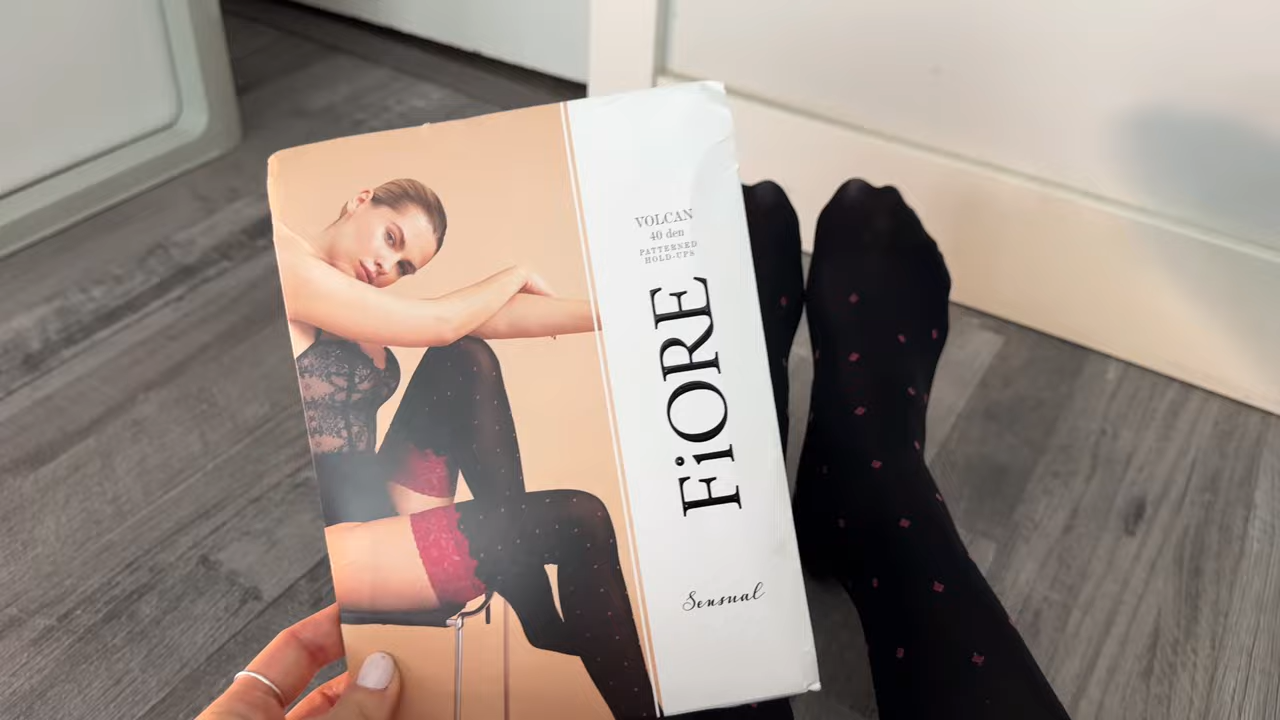 VOLCAN
40 den
PATTERNED
HOLD-UPS
FiORE
Sensual